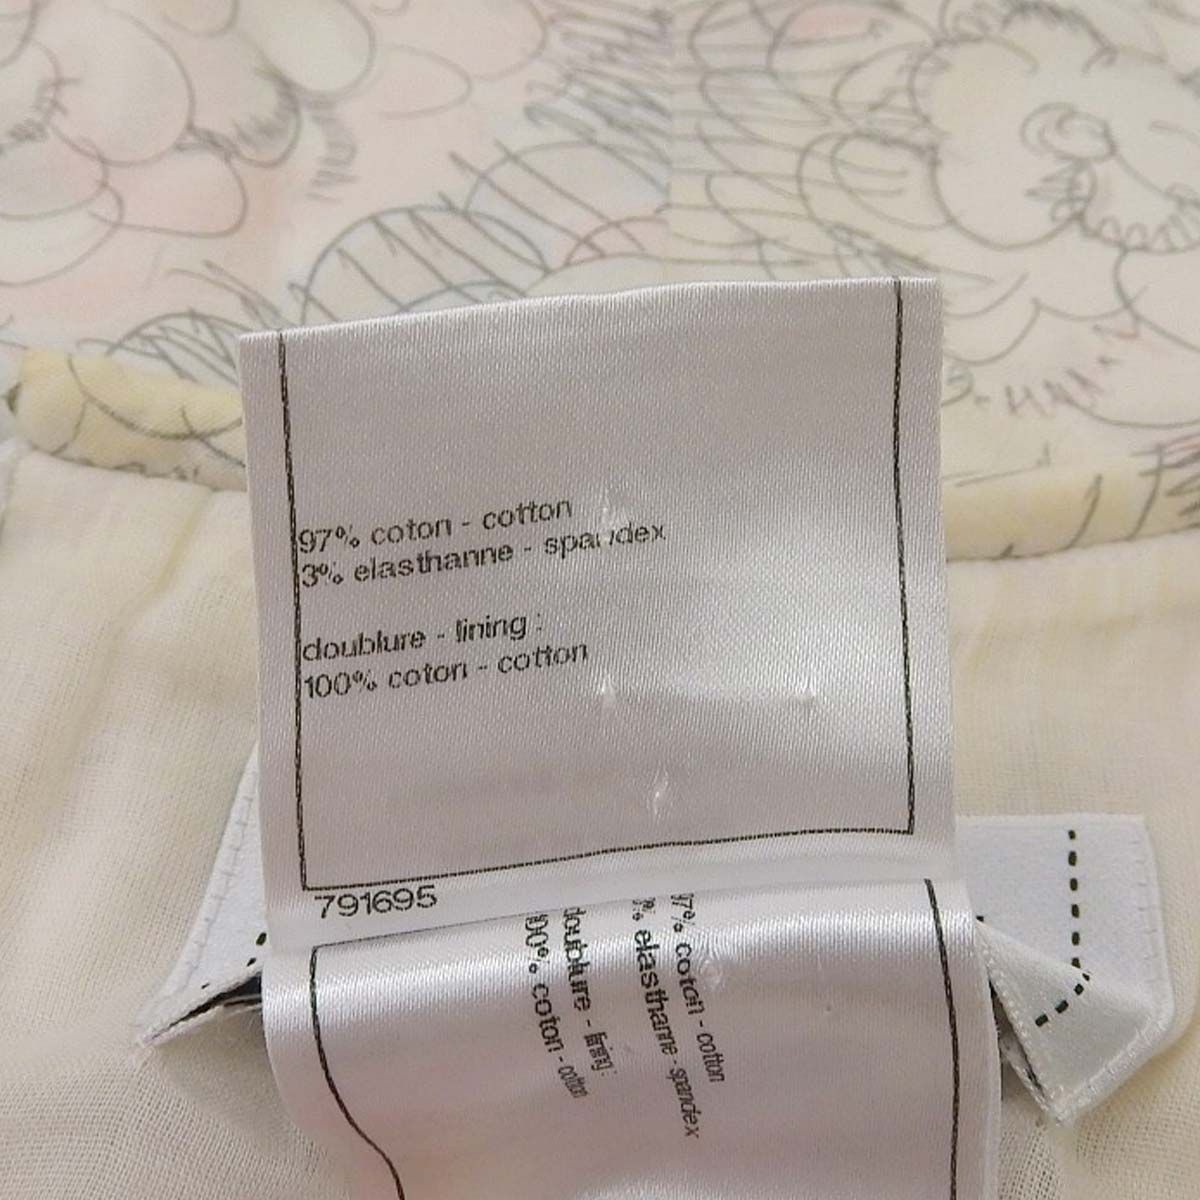 97% coton - cotton
3% elasthanne - spandex
doublure - lining :
100% coton - cotton
791695
97% coton - cotton
% elasthanne - spandex
doublure - lining :
100% coton - cotton